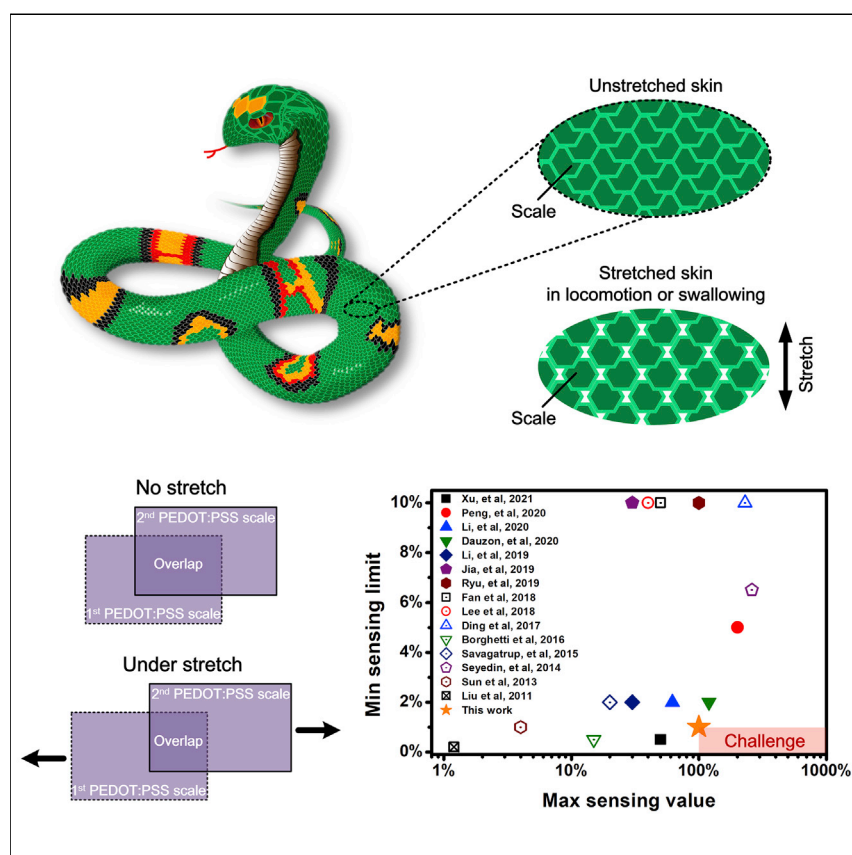 Unstretched skin
Scale
Stretched skin
in locomotion or swallowing
Scale
Stretch
No stretch
2nd PEDOT:PSS scale
Overlap
1st PEDOT:PSS scale
Under stretch
2nd PEDOT:PSS scale
Overlap
1st PEDOT:PSS scale
Min sensing limit
10%
8%
6%
4%
2%
0%
Xu, et al, 2021
Peng, et al, 2020
Li, et al, 2020
Dauzon, et al, 2020
Li, et al, 2019
Jia, et al, 2019
Ryu, et al, 2019
Fan et al, 2018
Lee et al, 2018
Ding et al, 2017
Borghetti et al, 2016
Savagatrup, et al, 2015
Seyedin, et al, 2014
Sun et al, 2013
Liu et al, 2011
This work
Challenge
1% 10% 100% 1000%
Max sensing value